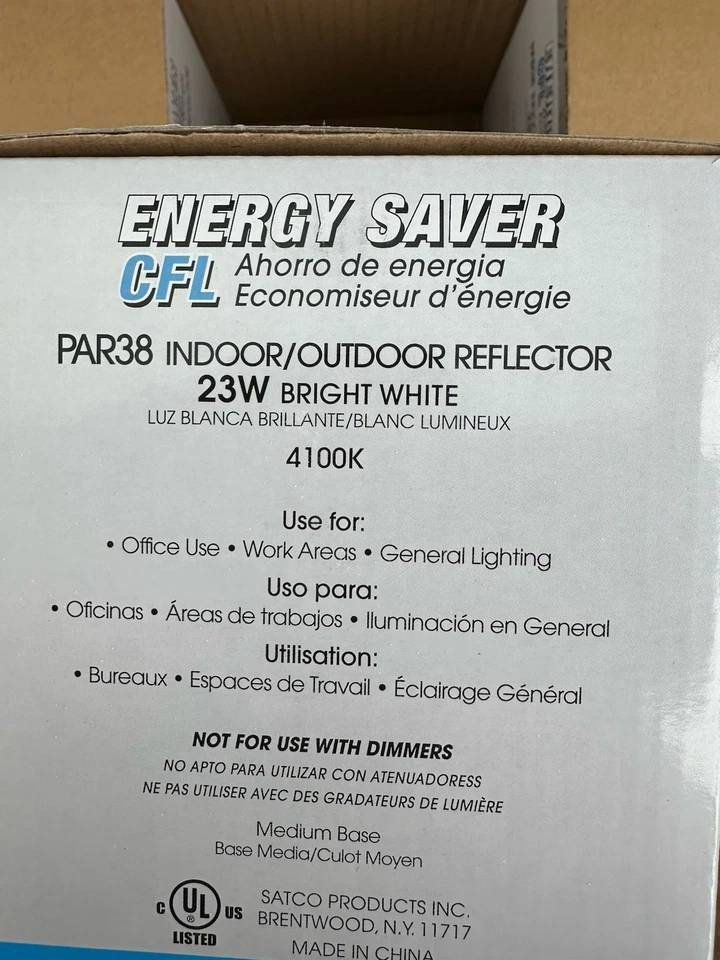 ENERGY SAVER
CFL Ahorro de energia
Economiseur d'énergie
PAR38 INDOOR/OUTDOOR REFLECTOR
23W BRIGHT WHITE
LUZ BLANCA BRILLANTE/BLANC LUMINEUX
4100K
Use for:
• Office Use • Work Areas • General Lighting
Uso para:
• Oficinas • Áreas de trabajos • Iluminación en General
Utilisation:
• Bureaux • Espaces de Travail • Éclairage Général
NOT FOR USE WITH DIMMERS
NO APTO PARA UTILIZAR CON ATENUADORESS
NE PAS UTILISER AVEC DES GRADATEURS DE LUMIÈRE
Medium Base
Base Media/Culot Moyen
C UL ® US
LISTED
SATCO PRODUCTS INC.
BRENTWOOD, N.Y. 11717
MADE IN CHINA